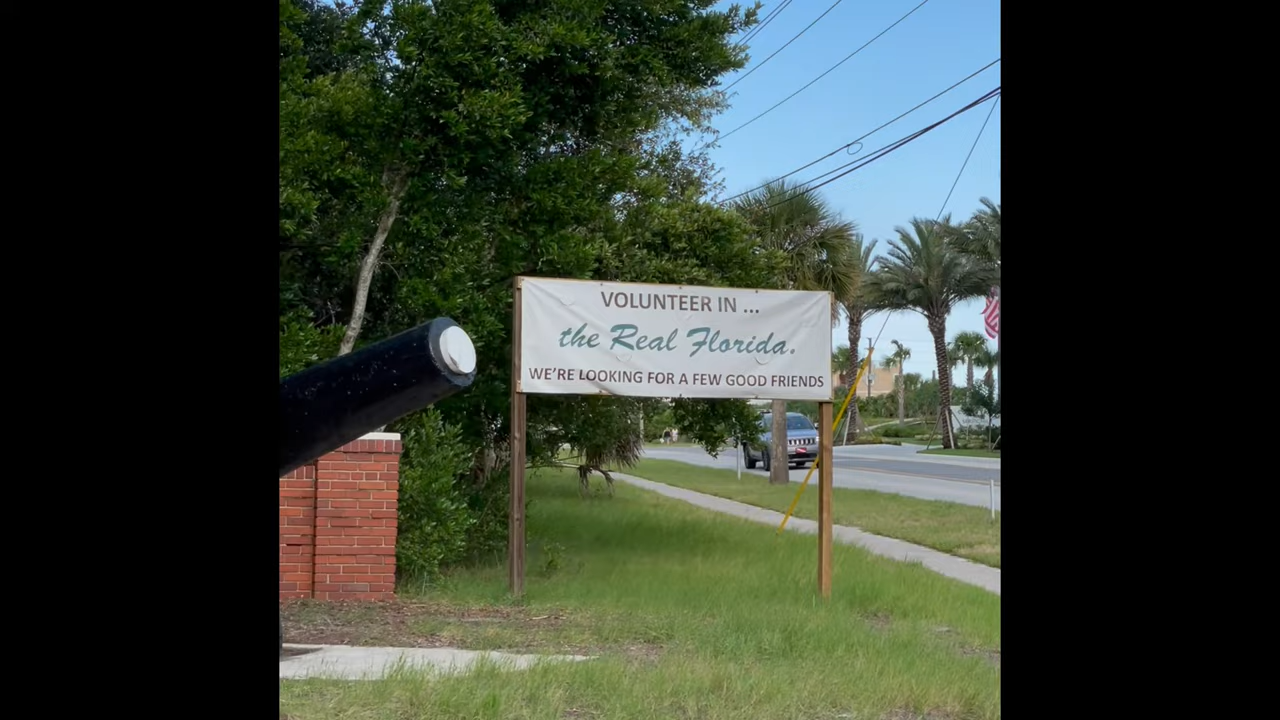 VOLUNTEER IN ...
the Real Florida.
WE'RE LOOKING FOR A FEW GOOD FRIENDS